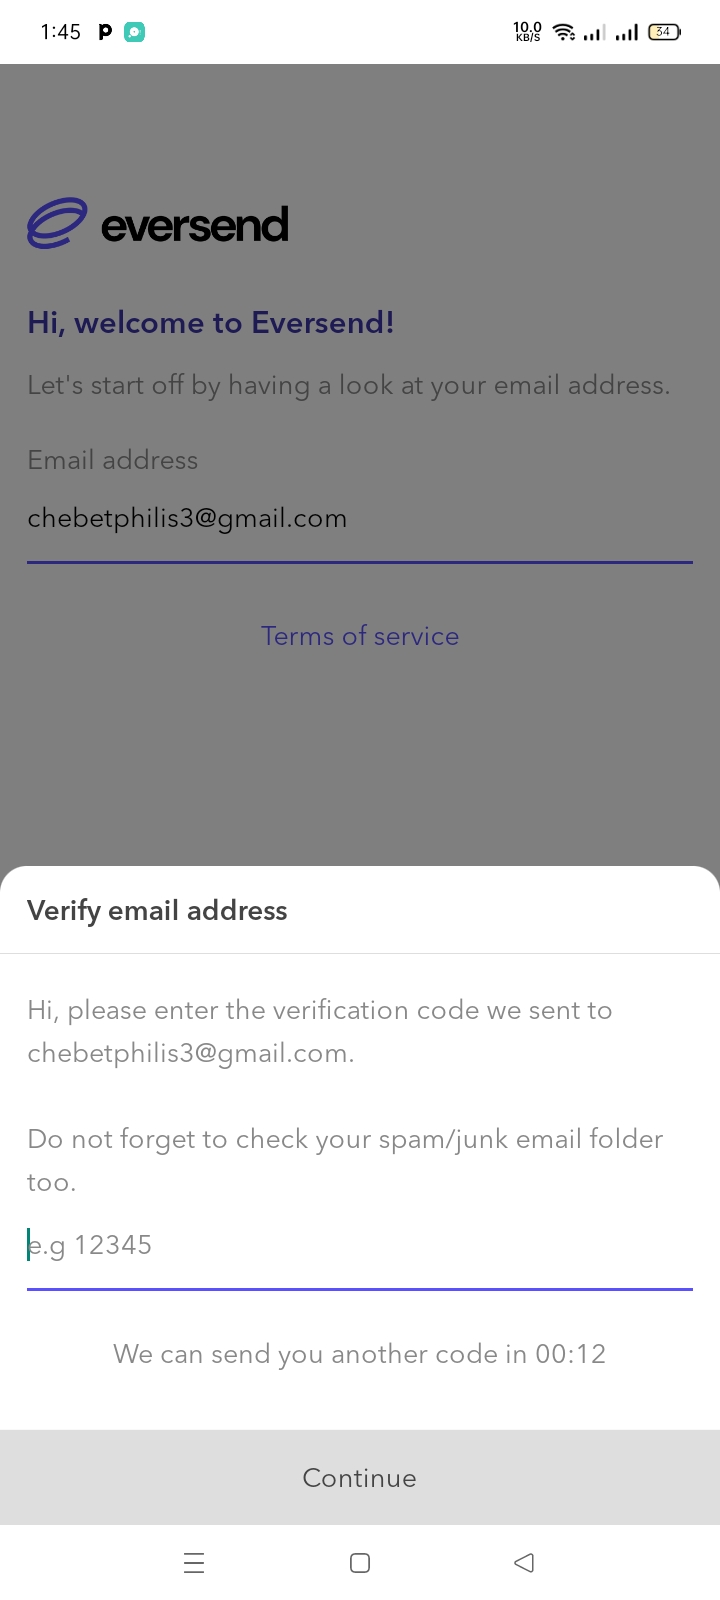 1:45
10.0
KB/S
34
eversend
Hi, welcome to Eversend!
Let's start off by having a look at your email address.
Email address
chebetphilis3@gmail.com
Terms of service
Verify email address
Hi, please enter the verification code we sent to
chebetphilis3@gmail.com.
Do not forget to check your spam/junk email folder
too.
e.g 12345
We can send you another code in 00:12
Continue